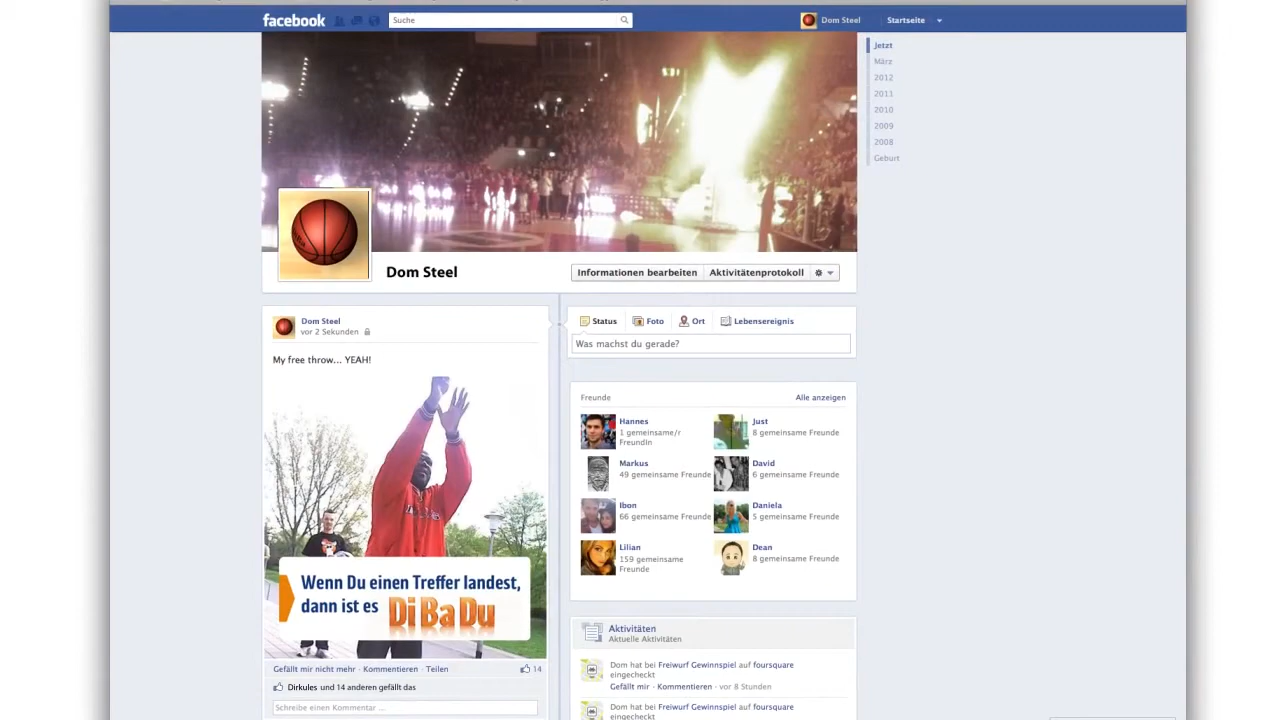 facebook
Suche
Dom Steel
Startseite
Jetzt
März
2012
2011
2010
2009
2008
Geburt
Dom Steel
Informationen bearbeiten
Aktivitätenprotokoll
Dom Steel
vor 2 Sekunden
My free throw... YEAH!
Wenn Du einen Treffer landest,
dann ist es DiBaDu
Gefällt mir nicht mehr · Kommentieren · Teilen
14
Dirkules und 14 anderen gefällt das
Schreibe einen Kommentar ...
Status
Foto
Ort
Lebensereignis
Was machst du gerade?
Freunde
Alle anzeigen
Hannes
1 gemeinsame/r
FreundIn
Just
8 gemeinsame Freunde
Markus
49 gemeinsame Freunde
David
6 gemeinsame Freunde
Ibon
66 gemeinsame Freunde
Daniela
5 gemeinsame Freunde
Lilian
159 gemeinsame
Freunde
Dean
8 gemeinsame Freunde
Aktivitäten
Aktuelle Aktivitäten
Dom hat bei Freiwurf Gewinnspiel auf foursquare
eingecheckt
Gefällt mir · Kommentieren · vor 8 Stunden
Dom hat bei Freiwurf Gewinnspiel auf foursquare
eingecheckt